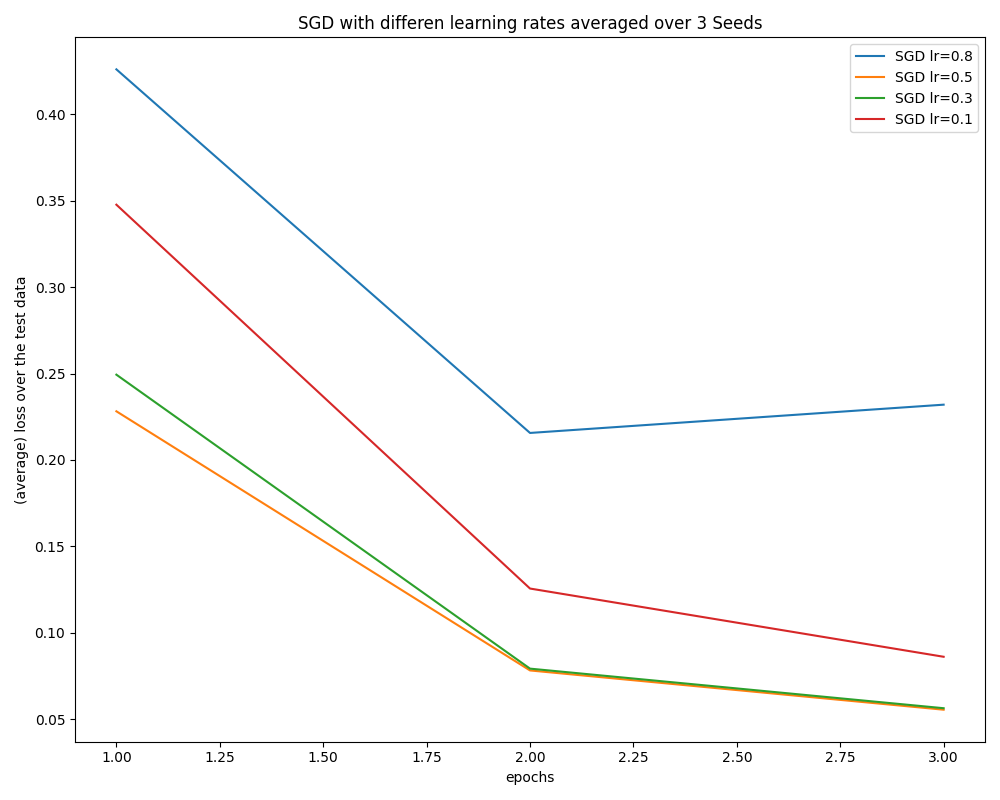 SGD with differen learning rates averaged over 3 Seeds
SGD lr=0.8
SGD lr=0.5
SGD lr=0.3
SGD lr=0.1
(average) loss over the test data
0.40
0.35
0.30
0.25
0.20
0.15
0.10
0.05
1.00 1.25 1.50 1.75 2.00 2.25 2.50 2.75 3.00
epochs